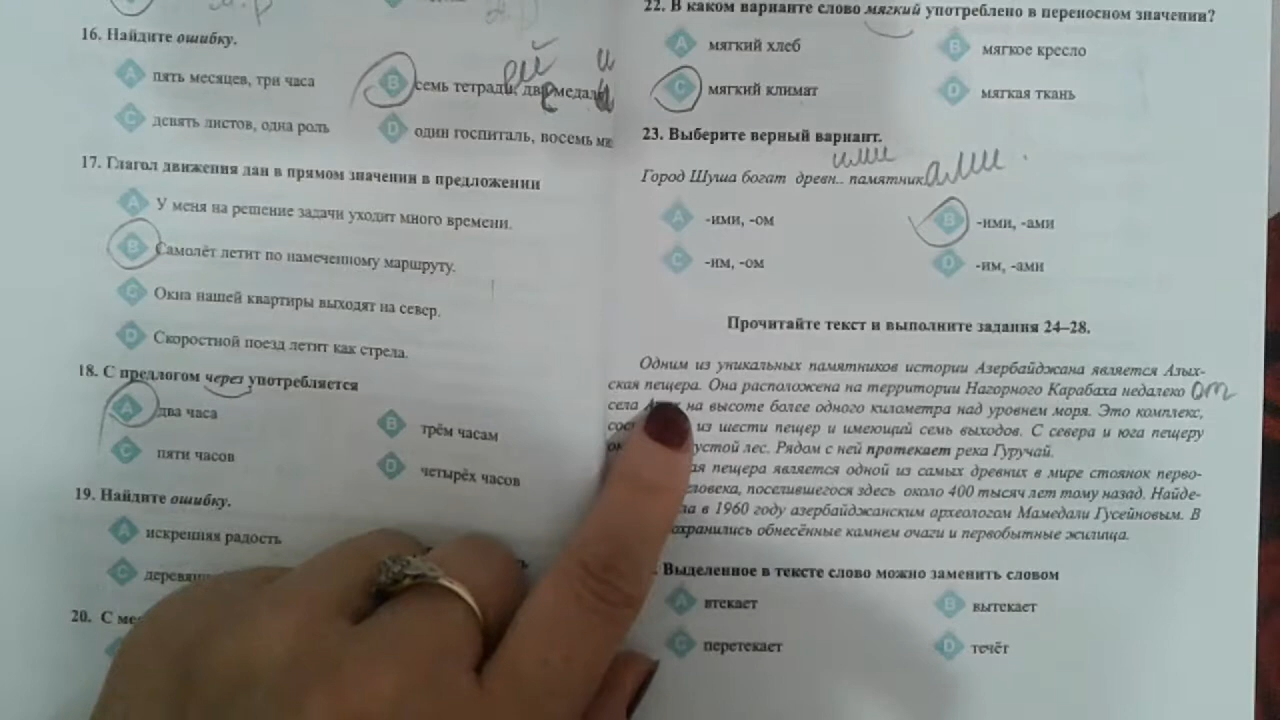 16. Найдите ошибку.
A пять месяцев, три часа
B семь тетради, две медали
ей
и
C девять листов, одна роль
D один госпиталь, восемь
17. Глагол движения дан в прямом значении в предложении
A У меня на решение задачи уходит много времени.
B Самолёт летит по намеченному маршруту.
C Окна нашей квартиры выходят на север.
D Скоростной поезд летит как стрела.
18. С предлогом через употребляется
A два часа
B трём часам
C пяти часов
D четырёх часов
19. Найдите ошибку.
A искренняя радость
C
20. С
22. В каком варианте слово мягкий употреблено в переносном значении?
A мягкий хлеб
B мягкое кресло
C мягкий климат
D мягкая ткань
23. Выберите верный вариант.
ими ами
Город Шуша богат древн.. памятник
A -ими, -ом
B -ими, -ами
C -им, -ом
D -им, -ами
Прочитайте текст и выполните задания 24–28.
Одним из уникальных памятников истории Азербайджана является Азых-
ская пещера. Она расположена на территории Нагорного Карабаха недалеко от
села на высоте более одного километра над уровнем моря. Это комплекс,
из шести пещер и имеющий семь выходов. С севера и юга пещеру
густой лес. Рядом с ней протекает река Гуручай.
пещера является одной из самых древних в мире стоянок перво-
человека, поселившегося здесь около 400 тысяч лет тому назад. Найде-
на в 1960 году азербайджанским археологом Мамедали Гусейновым. В
сохранились обнесённые камнем очаги и первобытные жилища.
Выделенное в тексте слово можно заменить словом
A втекает
B вытекает
C перетекает
D течёт